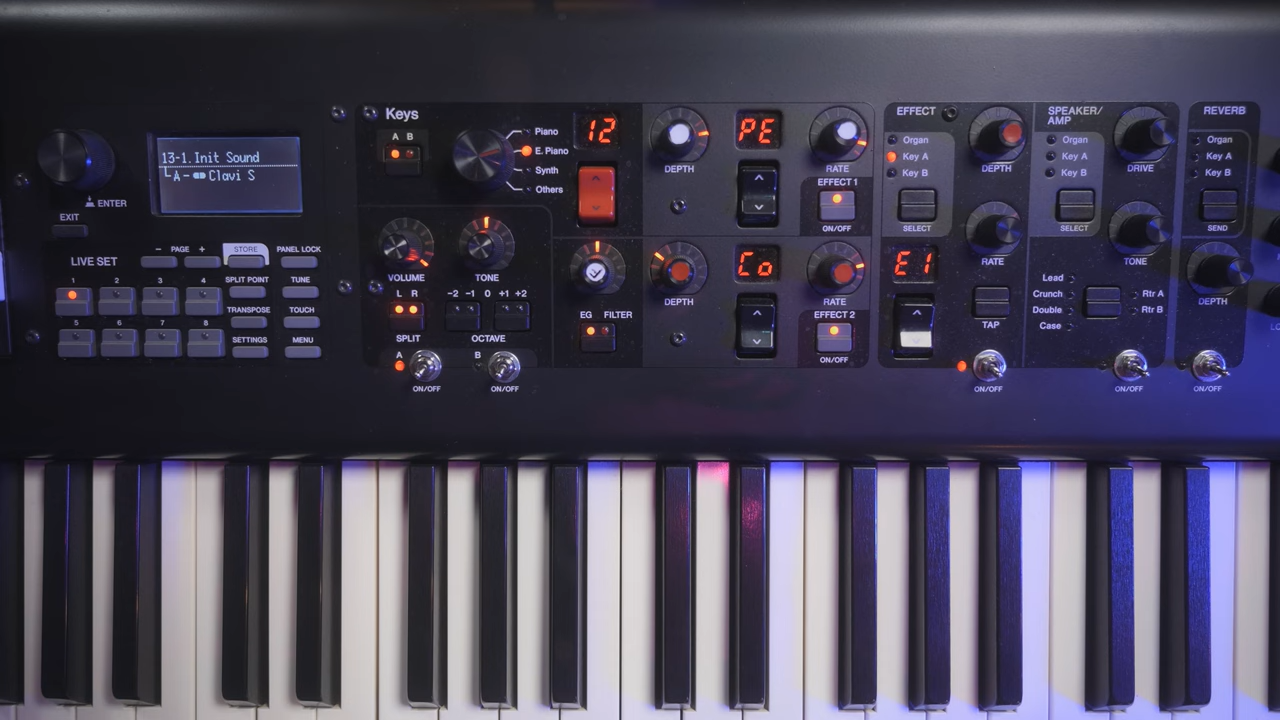 13-1.Init Sound
A- Clavi S
ENTER
EXIT
LIVE SET
- PAGE +
STORE
PANEL LOCK
1 2 3 4
SPLIT POINT
TUNE
TRANSPOSE
TOUCH
5 6 7 8
SETTINGS
MENU
Keys
A B
Piano
E. Piano
Synth
Others
12
VOLUME
TONE
L R
-2 -1 0 +1 +2
SPLIT
OCTAVE
A
ON/OFF
B
ON/OFF
EG FILTER
DEPTH
PE
RATE
EFFECT 1
ON/OFF
DEPTH
Co
RATE
EFFECT 2
ON/OFF
EFFECT
Organ
Key A
Key B
SELECT
DEPTH
RATE
E1
TAP
ON/OFF
SPEAKER/
AMP
Organ
Key A
Key B
SELECT
DRIVE
TONE
Lead
Crunch
Double
Case
Rtr A
Rtr B
ON/OFF
REVERB
Organ
Key A
Key B
SEND
DEPTH
ON/OFF